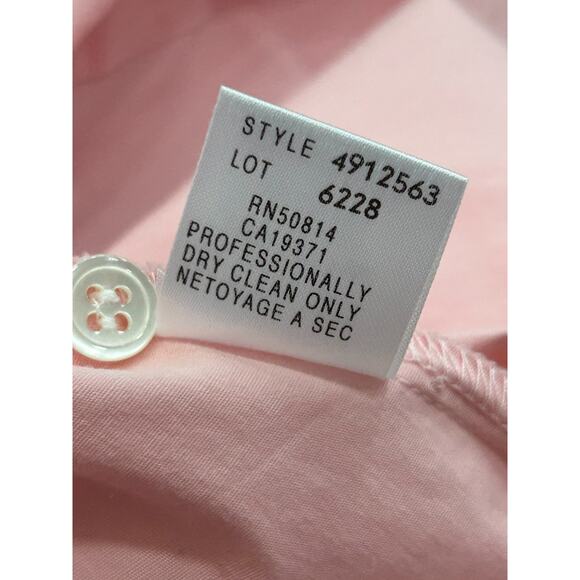 STYLE 4912563
LOT 6228
RN50814
CA19371
PROFESSIONALLY
DRY CLEAN ONLY
NETOYAGE A SEC